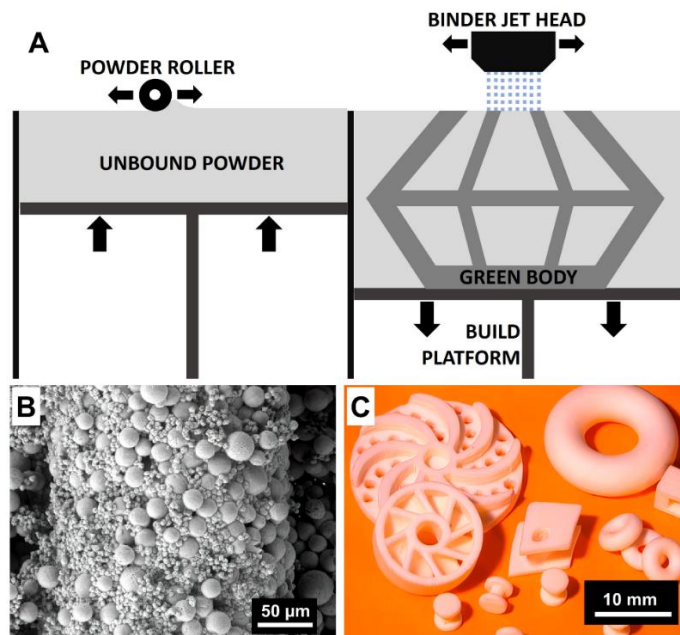 A
POWDER ROLLER
UNBOUND POWDER
BINDER JET HEAD
GREEN BODY
BUILD
PLATFORM
B
50 µm
C
10 mm